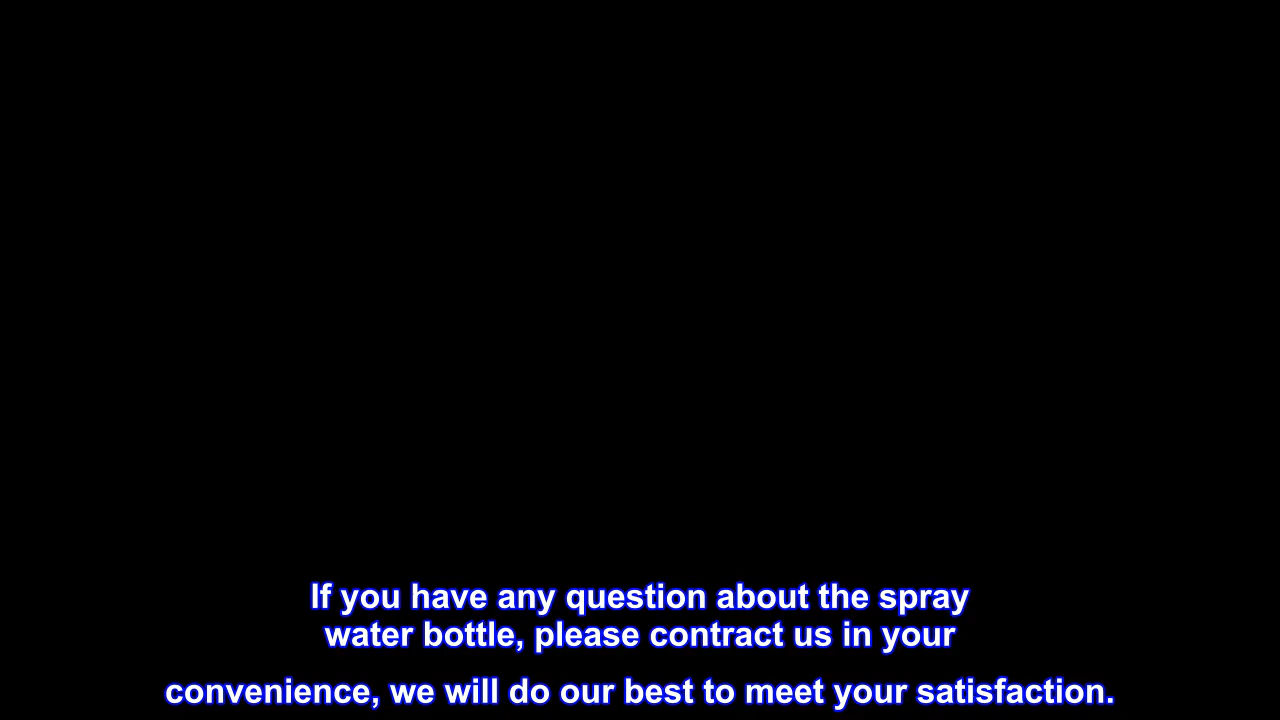 If you have any question about the spray
water bottle, please contract us in your
convenience, we will do our best to meet your satisfaction.